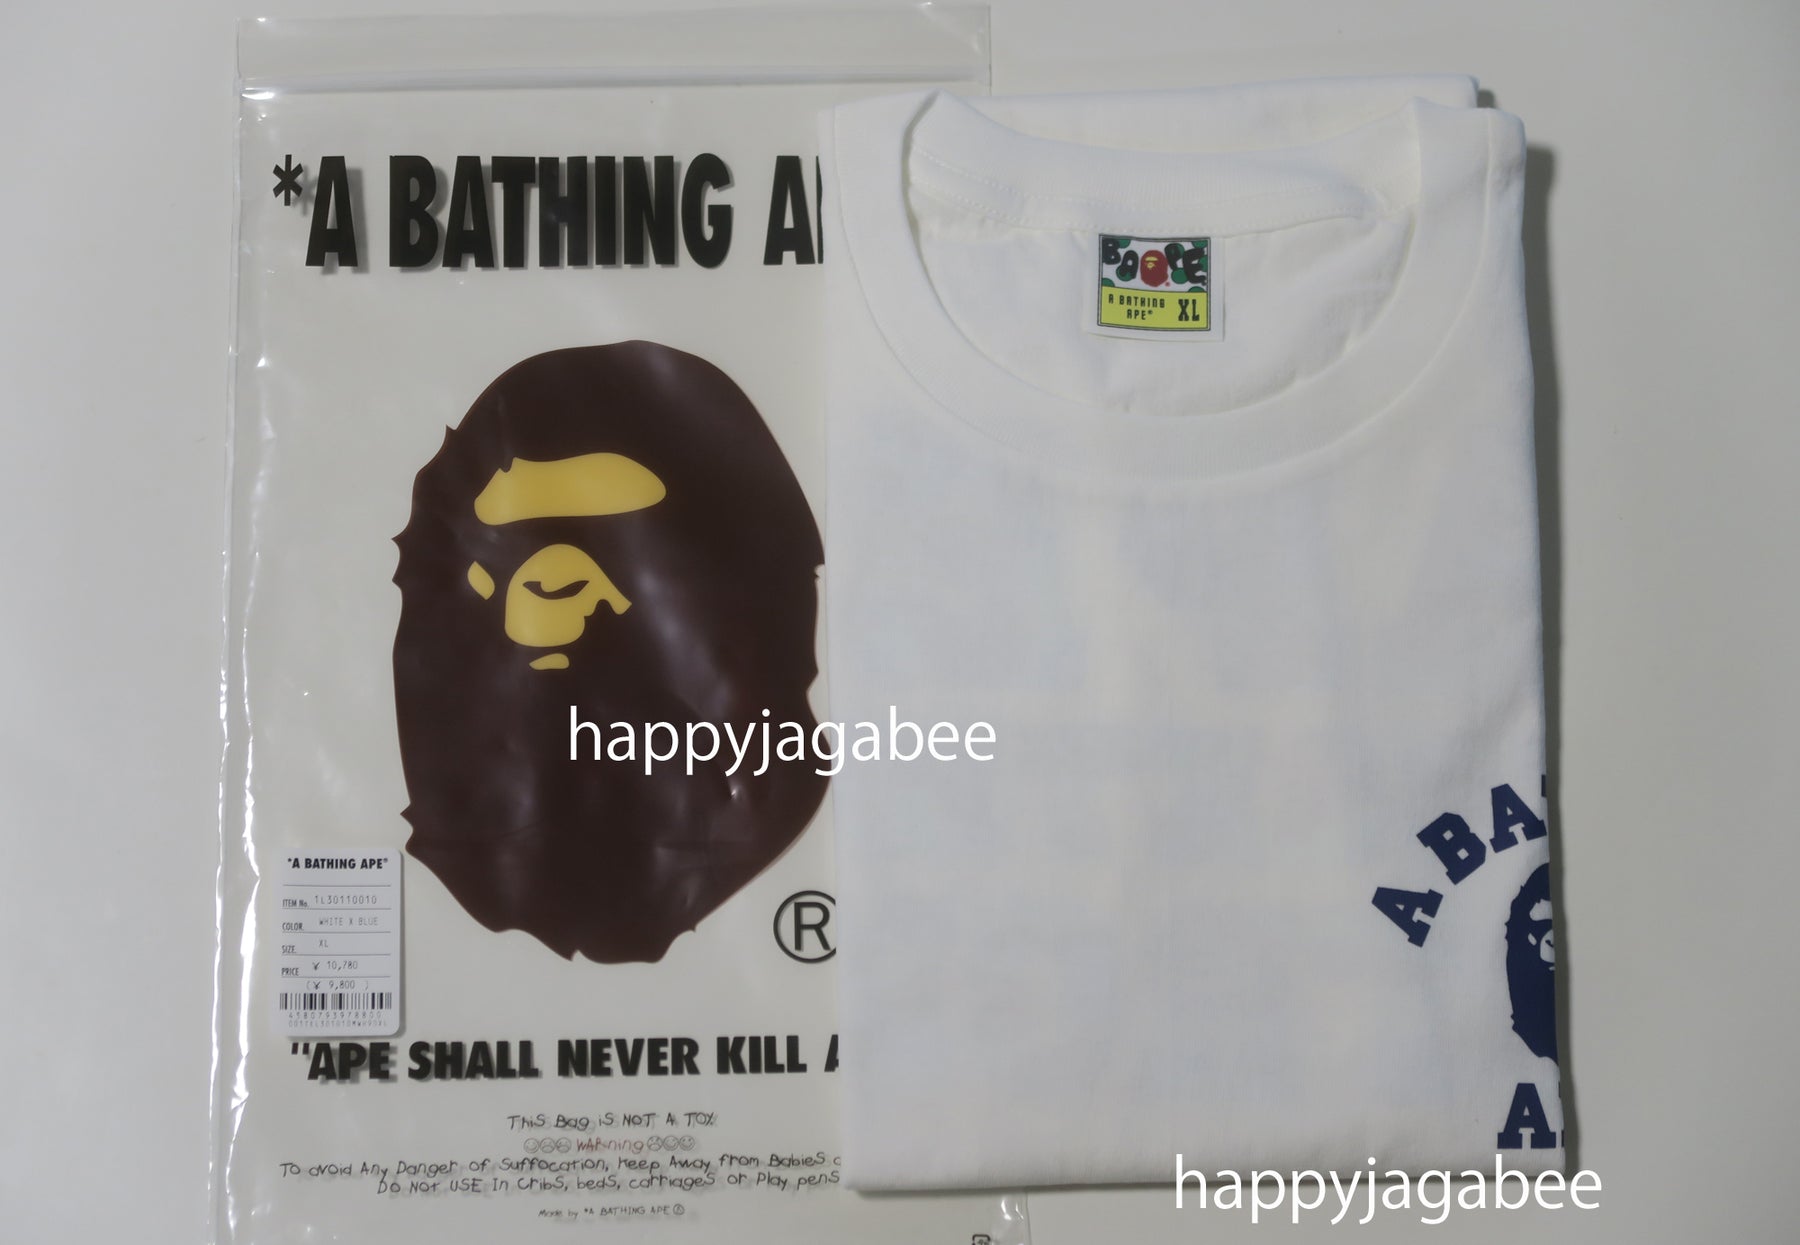 *A BATHING A
BAPE
A BATHING
APE®
XL
happyjagabee
A BA
A
*A BATHING APE®
ITEM No. 1L30110010
COLOR. WHITE X BLUE
SIZE. XL
PRICE ¥ 10,780
( ¥ 9,800 )
4580793978800
®
"APE SHALL NEVER KILL A
THiS Bag iS NOT A TOY.
WARning
TO avoid Any Danger of Suffocation, Keep Away from Babies
DO NOT USE In CribS, bedS, carriageS or Play penS
Made by *A BATHING APE®
happyjagabee